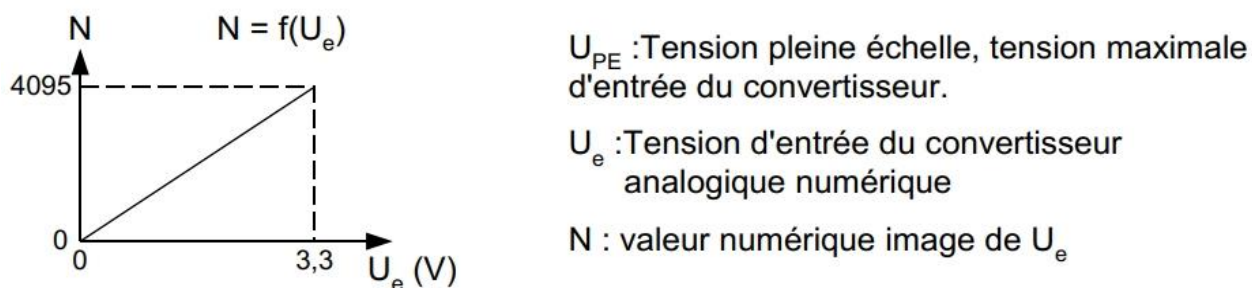 N
N = f(Uₑ)
4095
0
0
3,3
Uₑ (V)
U_PE :Tension pleine échelle, tension maximale
d'entrée du convertisseur.
Uₑ :Tension d'entrée du convertisseur
analogique numérique
N : valeur numérique image de Uₑ